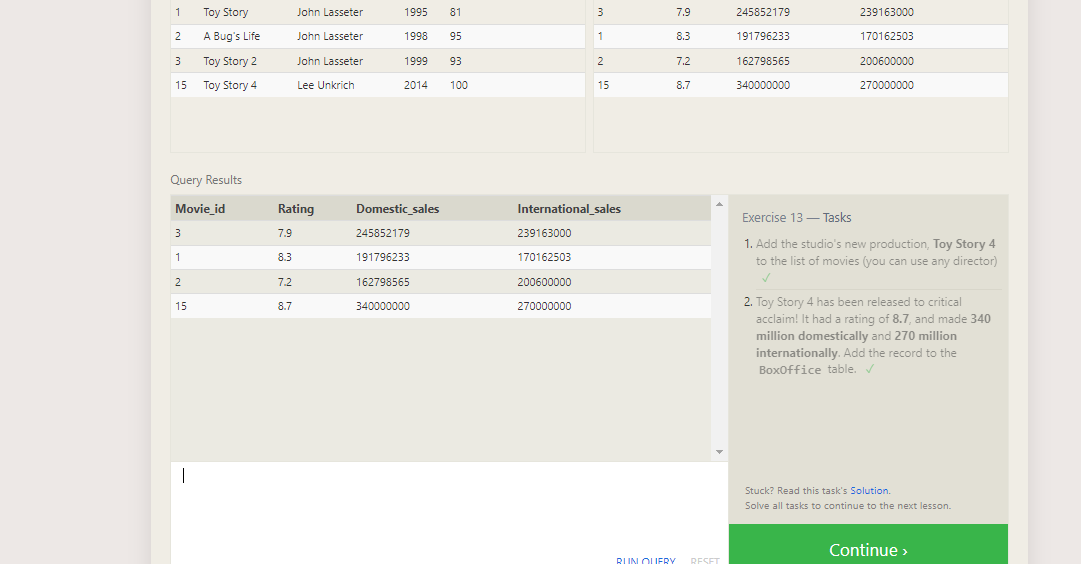 1 Toy Story John Lasseter 1995 81
2 A Bug's Life John Lasseter 1998 95
3 Toy Story 2 John Lasseter 1999 93
15 Toy Story 4 Lee Unkrich 2014 100
3 7.9 245852179 239163000
1 8.3 191796233 170162503
2 7.2 162798565 200600000
15 8.7 340000000 270000000
Query Results
Movie_id Rating Domestic_sales International_sales
3 7.9 245852179 239163000
1 8.3 191796233 170162503
2 7.2 162798565 200600000
15 8.7 340000000 270000000
Exercise 13 — Tasks
1. Add the studio's new production, Toy Story 4
to the list of movies (you can use any director)
✓
2. Toy Story 4 has been released to critical
acclaim! It had a rating of 8.7, and made 340
million domestically and 270 million
internationally. Add the record to the
BoxOffice table. ✓
Stuck? Read this task's Solution.
Solve all tasks to continue to the next lesson.
RUN QUERY RESET
Continue ›